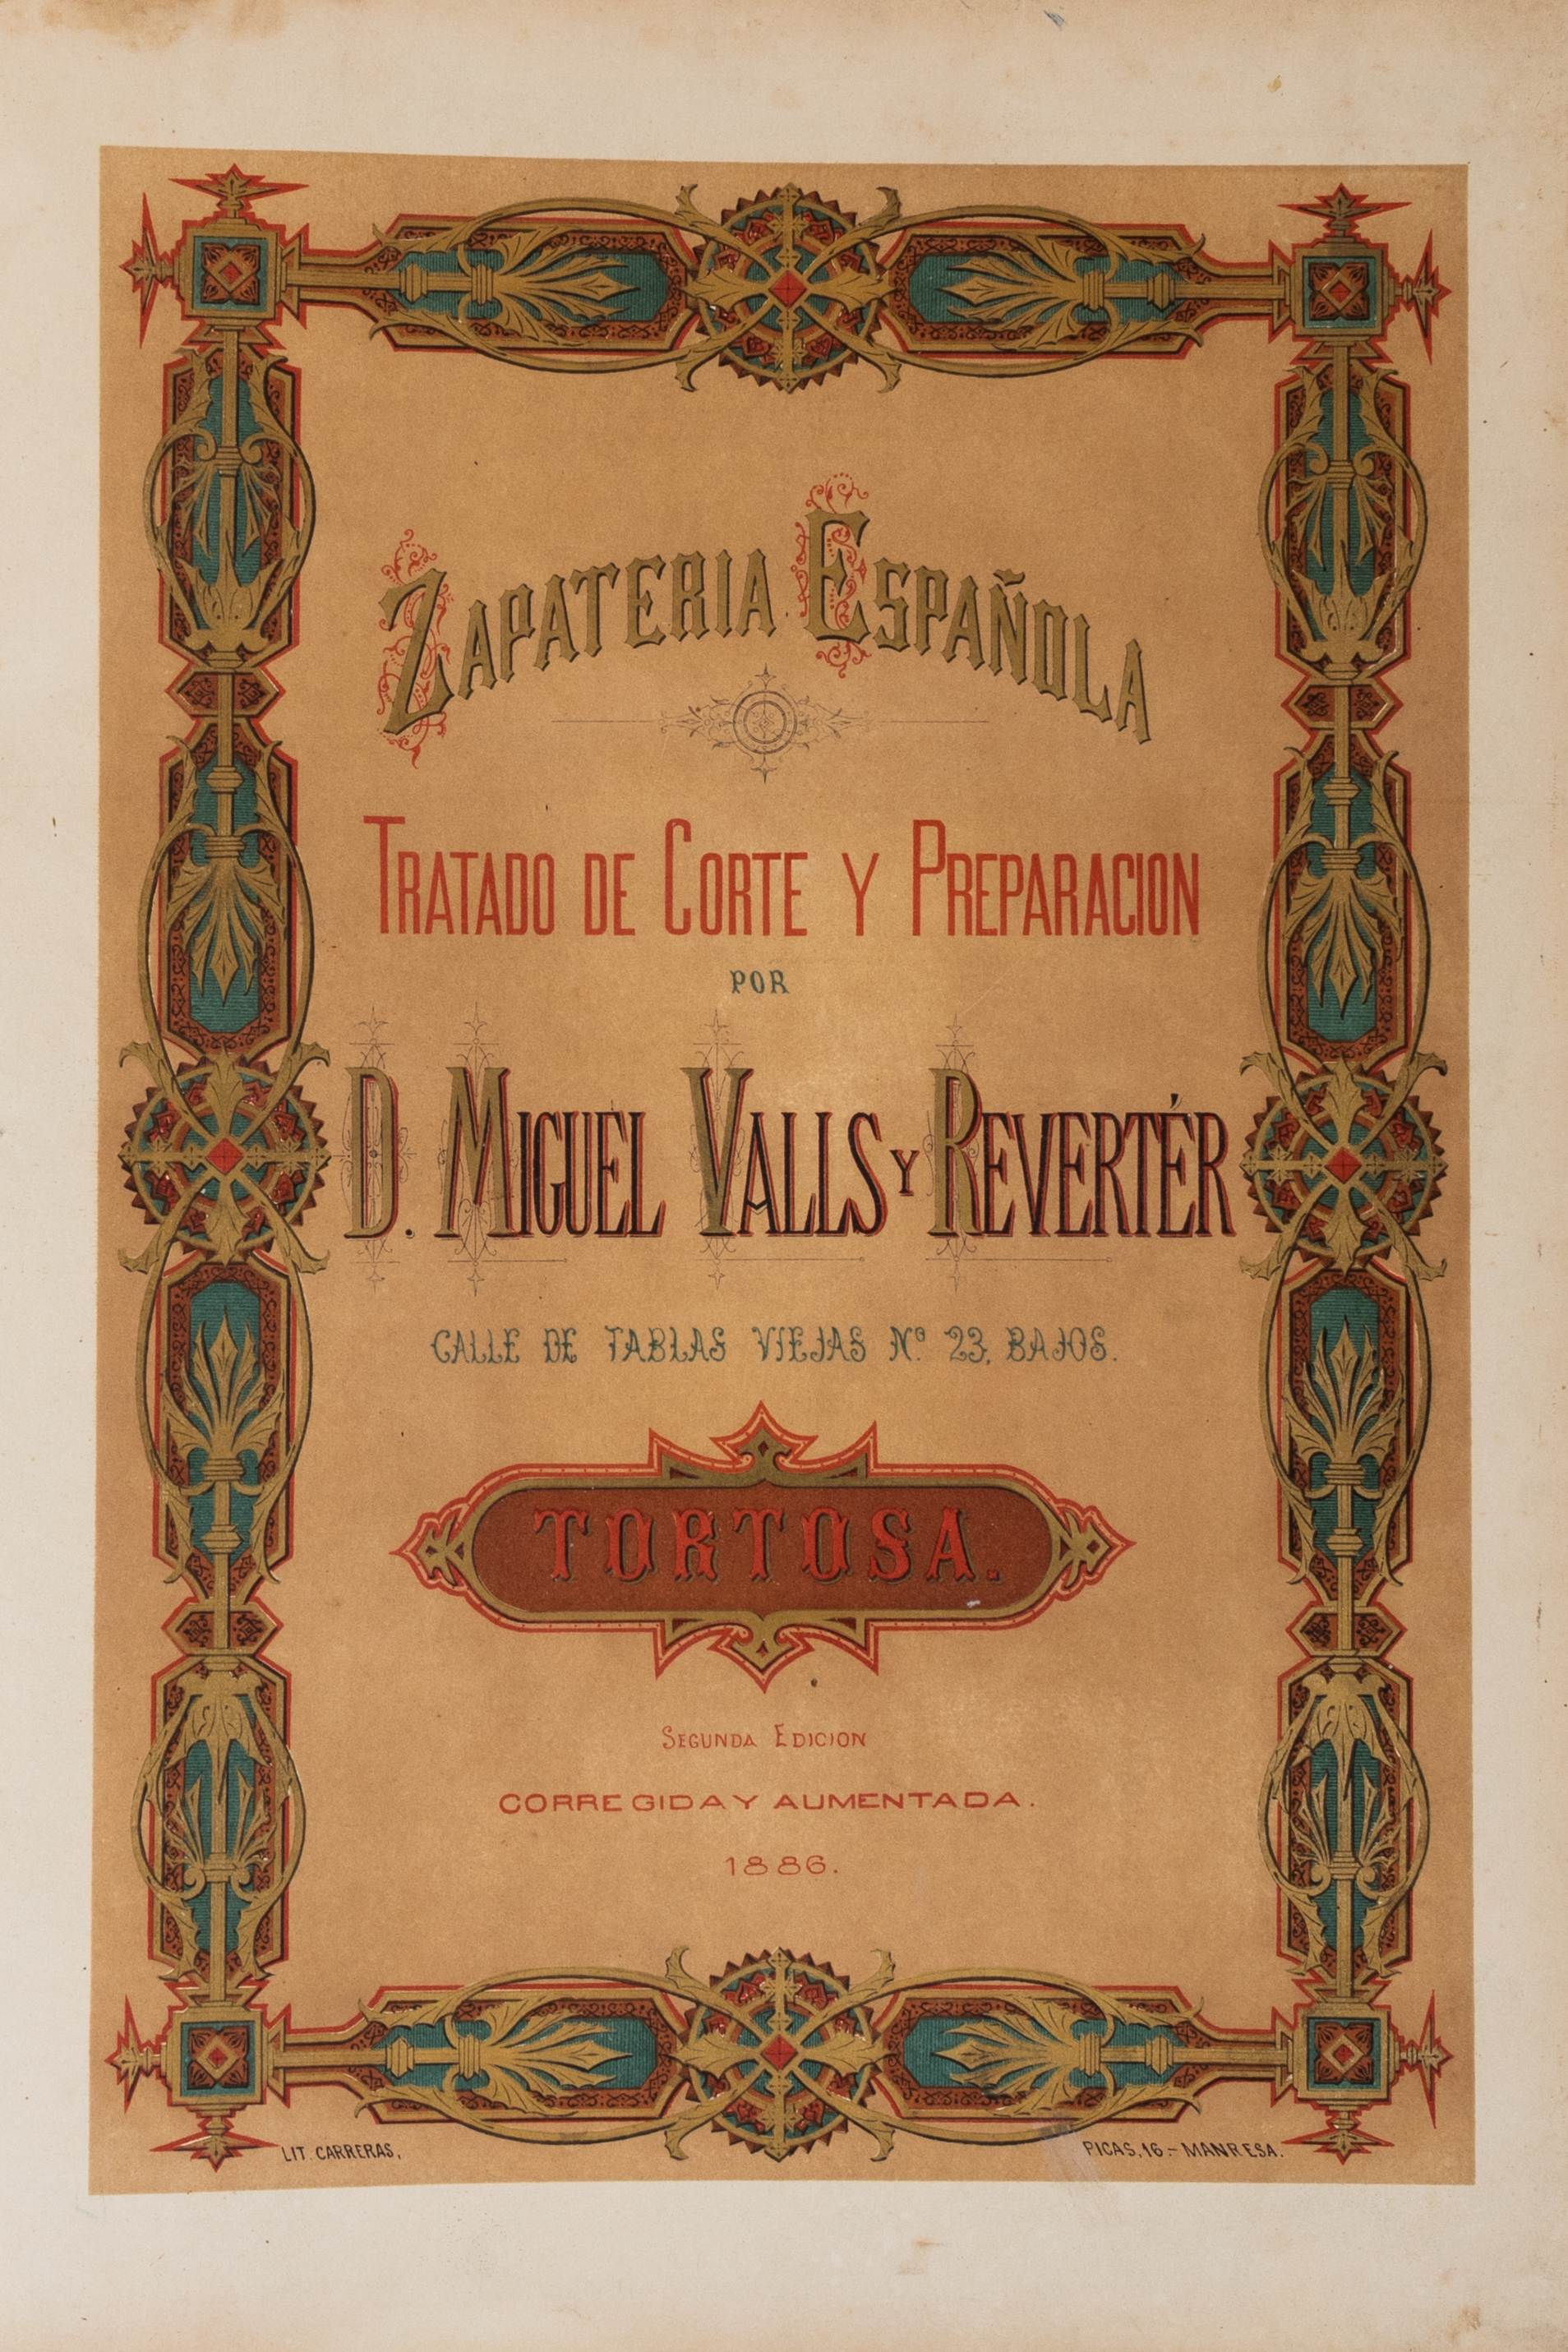 ZAPATERIA ESPAÑOLA
TRATADO DE CORTE Y PREPARACION
POR
D. MIGUEL VALLS Y REVERTÉR
CALLE DE TABLAS VIEJAS Nº 23, BAJOS.
TORTOSA.
SEGUNDA EDICION
CORREGIDA Y AUMENTADA.
1886.
LIT. CARRERAS,
PICAS, 16.- MANRESA.